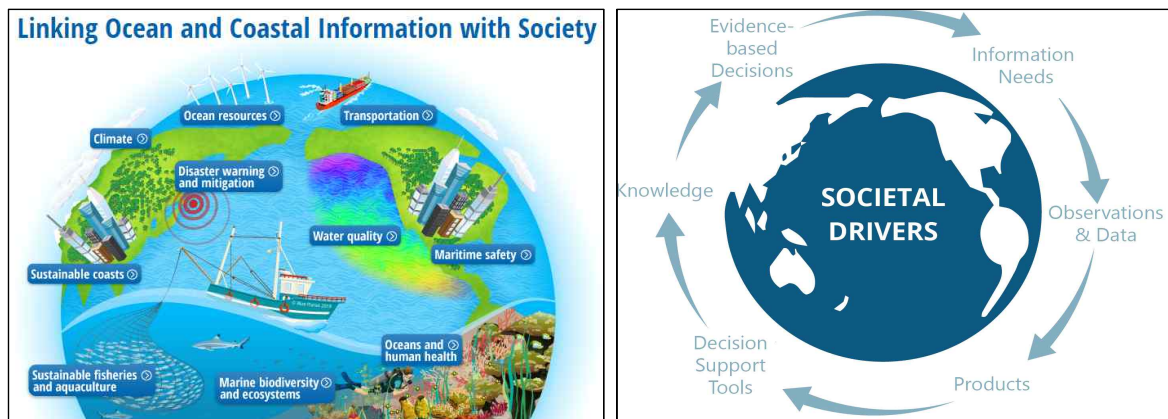 Linking Ocean and Coastal Information with Society
Ocean resources
Transportation
Climate
Disaster warning
and mitigation
Water quality
Maritime safety
Sustainable coasts
Oceans and
human health
Sustainable fisheries
and aquaculture
Marine biodiversity
and ecosystems
Evidence-
based
Decisions
Information
Needs
Knowledge
SOCIETAL
DRIVERS
Observations
& Data
Decision
Support
Tools
Products